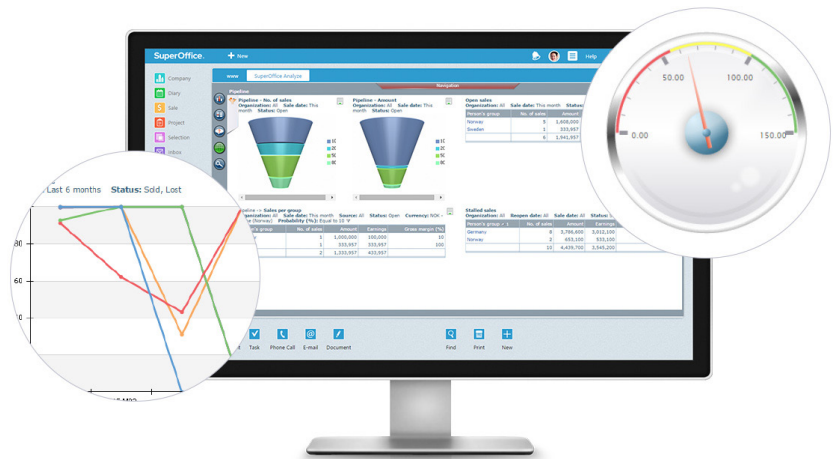 SuperOffice.
New
Help
Company
Diary
Sale
Project
Selection
Inbox
www
SuperOffice Analyze
Navigation
Pipeline
Pipeline - No. of sales
Organization: All Sale date: This
month Status: Open
Pipeline - Amount
Organization: All Sale date: This
month Status: Open
Open sales
Organization: All Sale date: This month
Person's group No. of sales Amount
Norway 5 1,608,000
Sweden 1 333,957
6 1,941,957
50.00
100.00
0.00
150.00
Last 6 months Status: Sold, Lost
80
Sales per group
Organization: All Sale date: This month Source: All Status: Open Currency: NOK -
(Norway) Probability [%]: Equal to 10
No. of sales Amount Earnings Gross margin [%]
1 1,000,000 100,000 10
1 333,957 333,957 100
2 1,333,957 433,957
Stalled sales
Organization: All Reopen date: All Sale date: All
Person's group No. of sales Amount Earnings
Germany 8 3,786,600 3,012,100
Norway 2 653,100 533,100
10 4,439,700 3,545,200
Task
Phone Call
E-mail
Document
Find
Print
New